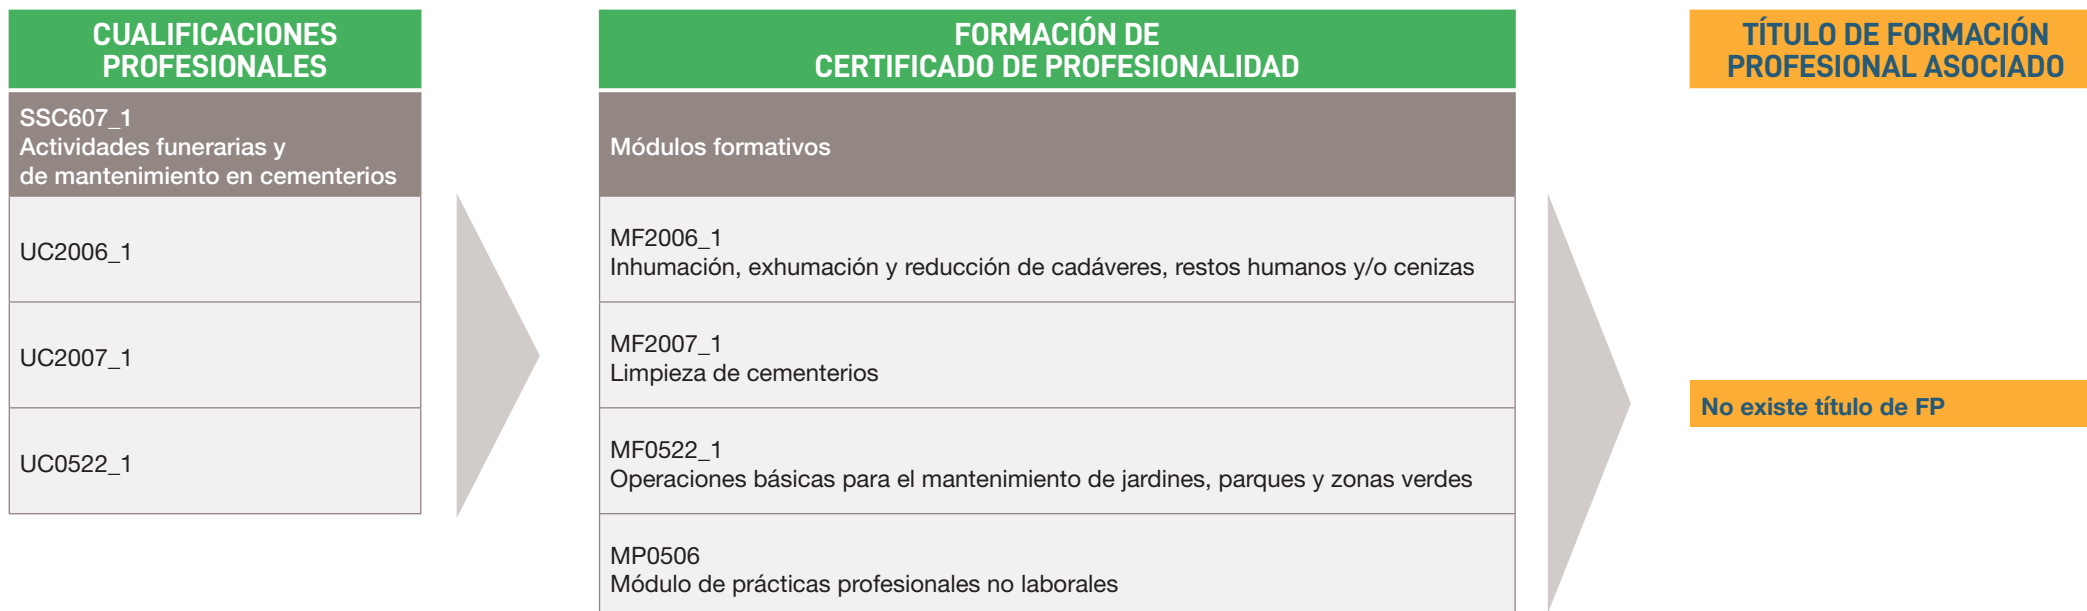 CUALIFICACIONES
PROFESIONALES
SSC607_1
Actividades funerarias y
de mantenimiento en cementerios
UC2006_1
UC2007_1
UC0522_1
FORMACIÓN DE
CERTIFICADO DE PROFESIONALIDAD
Módulos formativos
MF2006_1
Inhumación, exhumación y reducción de cadáveres, restos humanos y/o cenizas
MF2007_1
Limpieza de cementerios
MF0522_1
Operaciones básicas para el mantenimiento de jardines, parques y zonas verdes
MP0506
Módulo de prácticas profesionales no laborales
TÍTULO DE FORMACIÓN
PROFESIONAL ASOCIADO
No existe título de FP